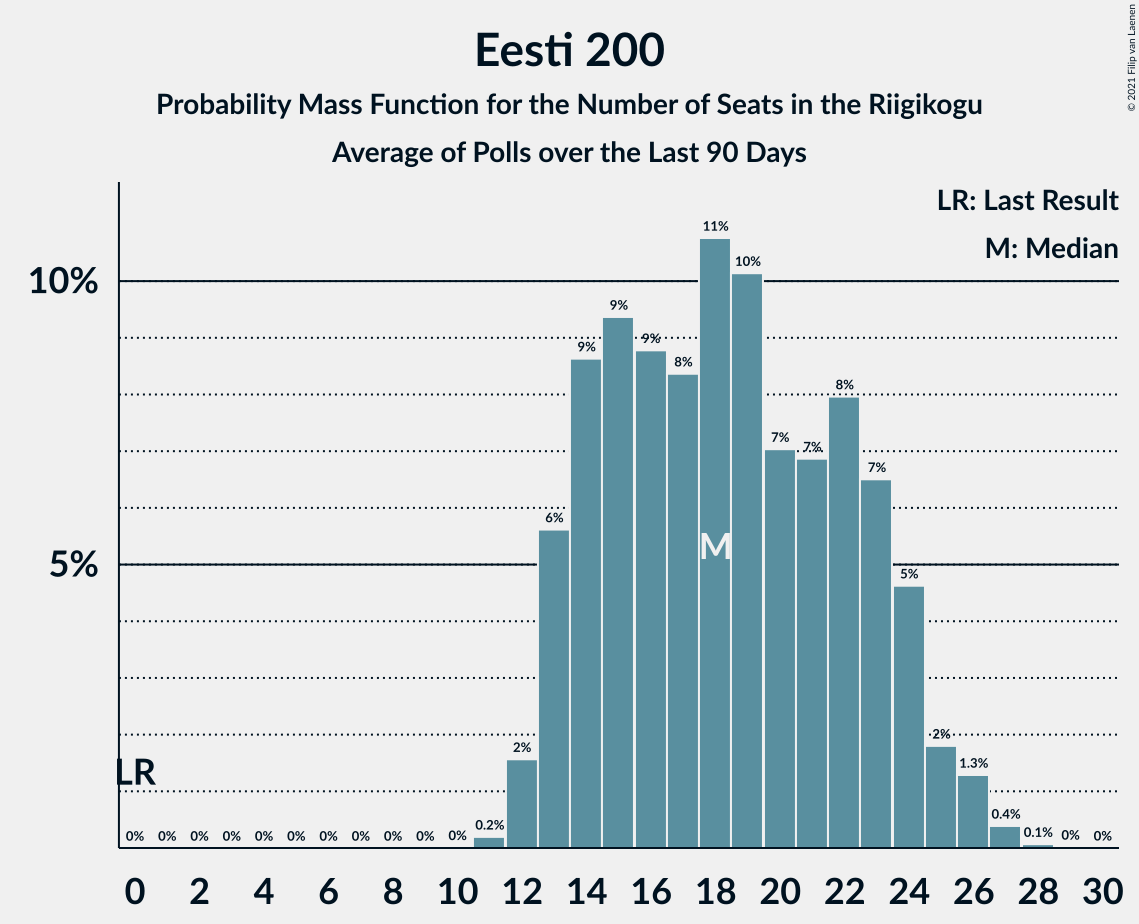 Eesti 200
Probability Mass Function for the Number of Seats in the Riigikogu
Average of Polls over the Last 90 Days
© 2021 Filip van Laenen
LR: Last Result
M: Median
10%
5%
LR
M
0% 0% 0% 0% 0% 0% 0% 0% 0% 0% 0% 0.2% 2% 6% 9% 9% 9% 8% 11% 10% 7% 7% 8% 7% 5% 2% 1.3% 0.4% 0.1% 0% 0%
0 2 4 6 8 10 12 14 16 18 20 22 24 26 28 30